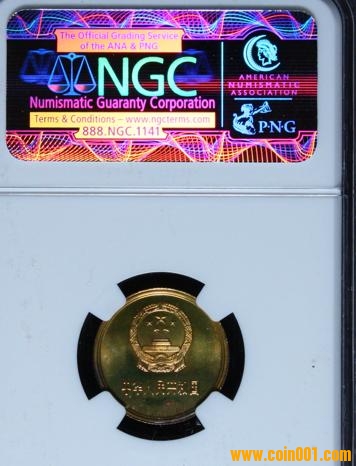 The Official Grading Service
of the ANA & PNG
NGC
Numismatic Guaranty Corporation
Terms & Conditions – www.ngcterms.com
888.NGC.1141
AMERICAN
NUMISMATIC
ASSOCIATION
P·N·G
www.coin001.com